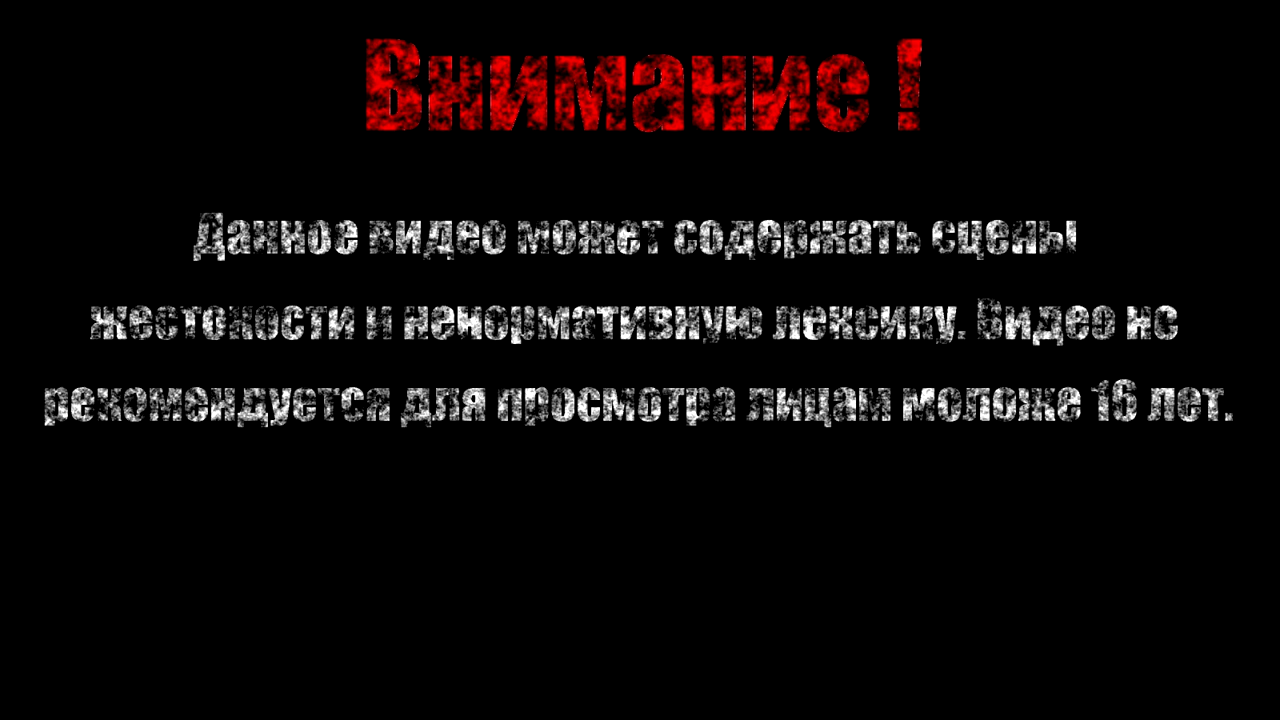 Внимание !
Данное видео может содержать сцены
жестокости и ненормативную лексику. Видео не
рекомендуется для просмотра лицам моложе 16 лет.